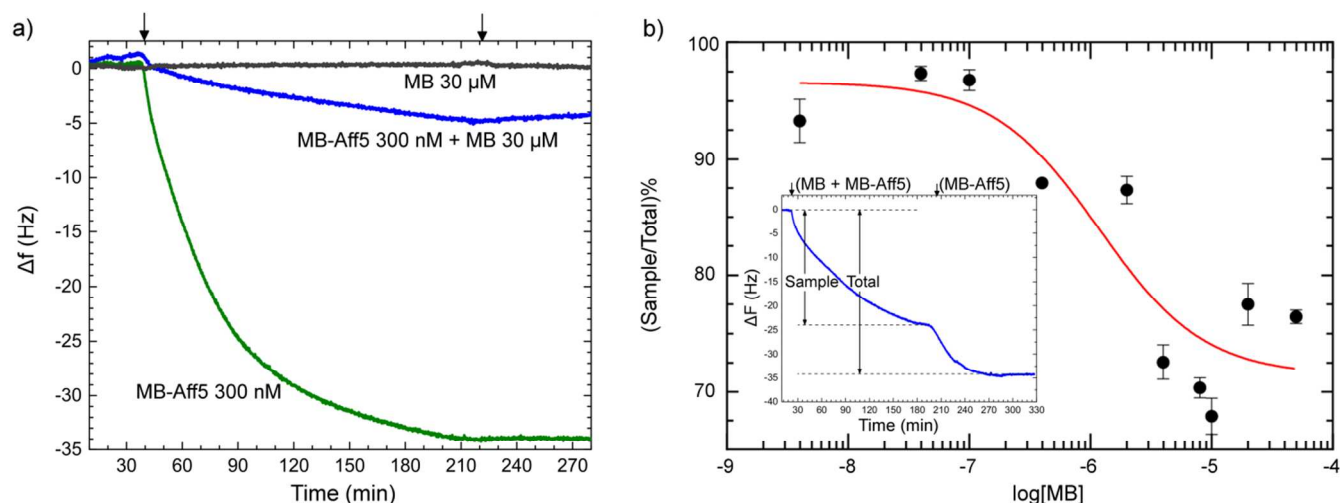 a)
0
-5
-10
-15
-20
-25
-30
-35
Δf (Hz)
MB 30 µM
MB-Aff5 300 nM + MB 30 µM
MB-Aff5 300 nM
30 60 90 120 150 180 210 240 270
Time (min)
b)
100
90
80
70
(Sample/Total)%
(MB + MB-Aff5) (MB-Aff5)
0
-5
-10
-15
-20
-25
-30
-35
-40
ΔF (Hz)
Sample Total
30 60 90 120 150 180 210 240 270 300 330
Time (min)
-9 -8 -7 -6 -5 -4
log[MB]